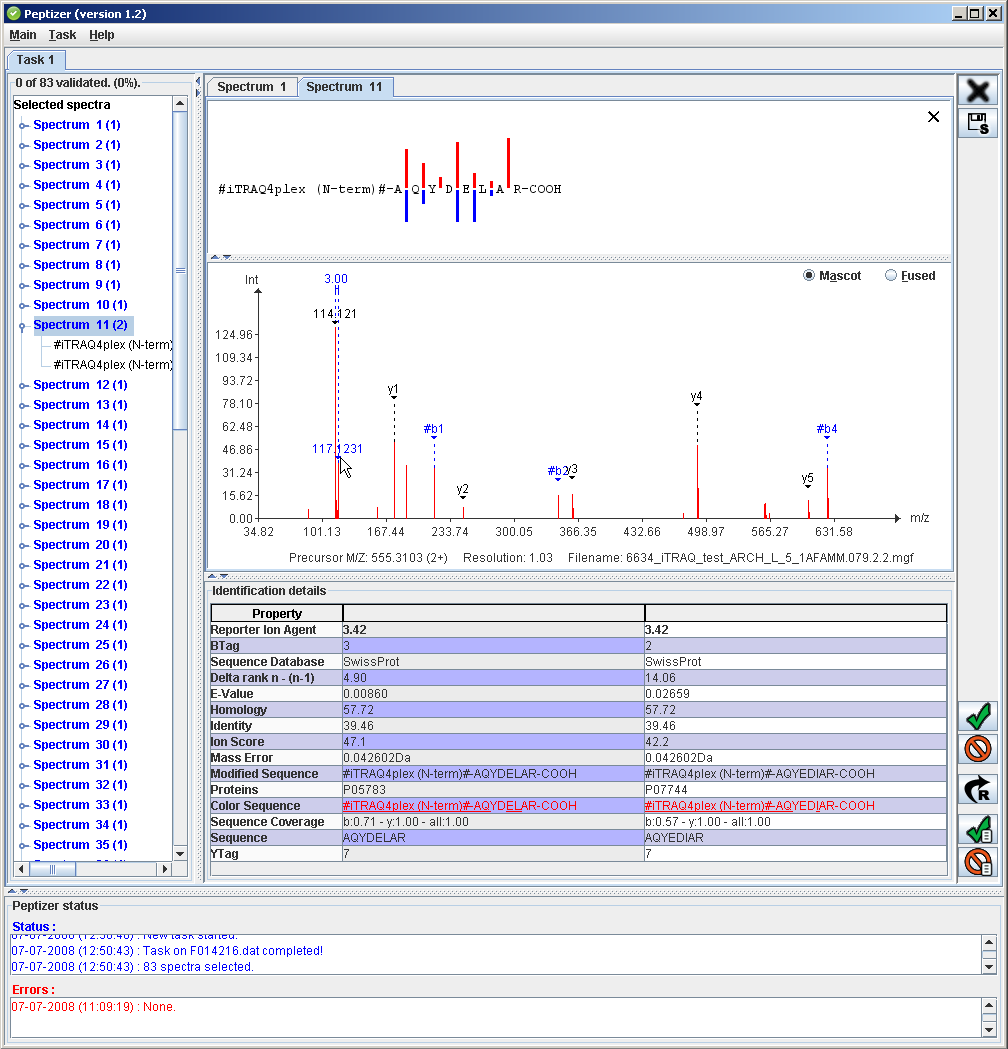 Peptizer (version 1.2)
Main Task Help
Task 1
0 of 83 validated. (0%).
Selected spectra
Spectrum 1 (1)
Spectrum 2 (1)
Spectrum 3 (1)
Spectrum 4 (1)
Spectrum 5 (1)
Spectrum 6 (1)
Spectrum 7 (1)
Spectrum 8 (1)
Spectrum 9 (1)
Spectrum 10 (1)
Spectrum 11 (2)
#iTRAQ4plex (N-term)
#iTRAQ4plex (N-term)
Spectrum 12 (1)
Spectrum 13 (1)
Spectrum 14 (1)
Spectrum 15 (1)
Spectrum 16 (1)
Spectrum 17 (1)
Spectrum 18 (1)
Spectrum 19 (1)
Spectrum 20 (1)
Spectrum 21 (1)
Spectrum 22 (1)
Spectrum 23 (1)
Spectrum 24 (1)
Spectrum 25 (1)
Spectrum 26 (1)
Spectrum 27 (1)
Spectrum 28 (1)
Spectrum 29 (1)
Spectrum 30 (1)
Spectrum 31 (1)
Spectrum 32 (1)
Spectrum 33 (1)
Spectrum 34 (1)
Spectrum 35 (1)
Spectrum 1 Spectrum 11
#iTRAQ4plex (N-term)#-A Q Y D E L A R-COOH
Int 3.00 Mascot Fused
114.121
124.96
109.34
93.72 y1
78.10 y4
62.48 #b1 #b4
46.86 117.1231
31.24 #b2 y3 y5
15.62 y2
0.00 m/z
34.82 101.13 167.44 233.74 300.05 366.35 432.66 498.97 565.27 631.58
Precursor M/Z: 555.3103 (2+) Resolution: 1.03 Filename: 6634_iTRAQ_test_ARCH_L_5_1AFAMM.079.2.2.mgf
Identification details
Property
Reporter Ion Agent 3.42 3.42
BTag 3 2
Sequence Database SwissProt SwissProt
Delta rank n - (n-1) 4.90 14.06
E-Value 0.00860 0.02659
Homology 57.72 57.72
Identity 39.46 39.46
Ion Score 47.1 42.2
Mass Error 0.042602Da 0.042602Da
Modified Sequence #iTRAQ4plex (N-term)#-AQYDELAR-COOH #iTRAQ4plex (N-term)#-AQYEDIAR-COOH
Proteins P05783 P07744
Color Sequence #iTRAQ4plex (N-term)#-AQYDELAR-COOH #iTRAQ4plex (N-term)#-AQYEDIAR-COOH
Sequence Coverage b:0.71 - y:1.00 - all:1.00 b:0.57 - y:1.00 - all:1.00
Sequence AQYDELAR AQYEDIAR
YTag 7 7
S
R
Peptizer status
Status :
07-07-2008 (12:50:40) : New task started.
07-07-2008 (12:50:43) : Task on F014216.dat completed!
07-07-2008 (12:50:43) : 83 spectra selected.
Errors :
07-07-2008 (11:09:19) : None.